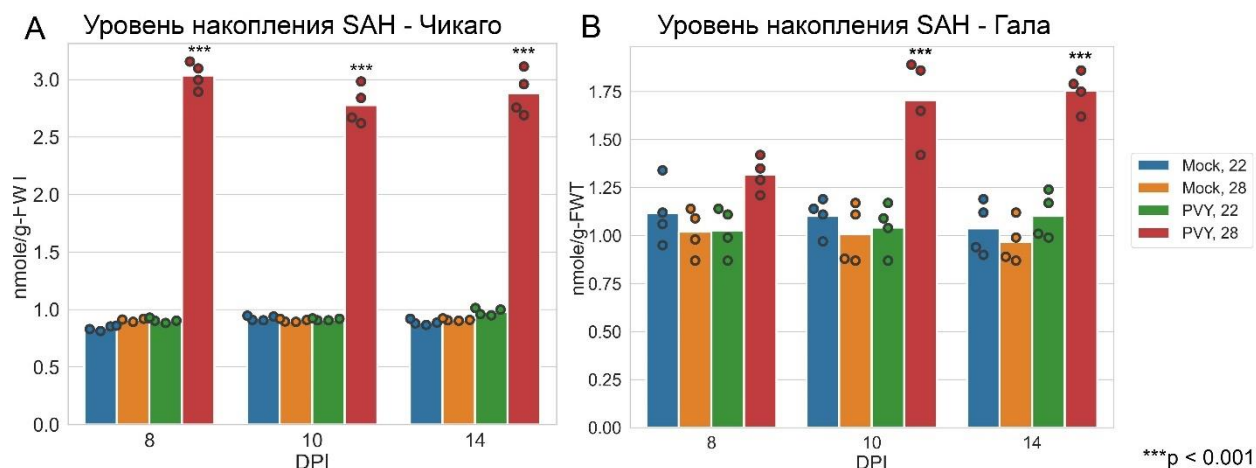 A Уровень накопления SAH - Чикаго
nmole/g-FWT
3.0
2.5
2.0
1.5
1.0
0.5
0.0
***
***
***
8 10 14
DPI
B Уровень накопления SAH - Гала
nmole/g-FWT
1.75
1.50
1.25
1.00
0.75
0.50
0.25
0.00
***
***
8 10 14
DPI
Mock, 22
Mock, 28
PVY, 22
PVY, 28
***p < 0.001